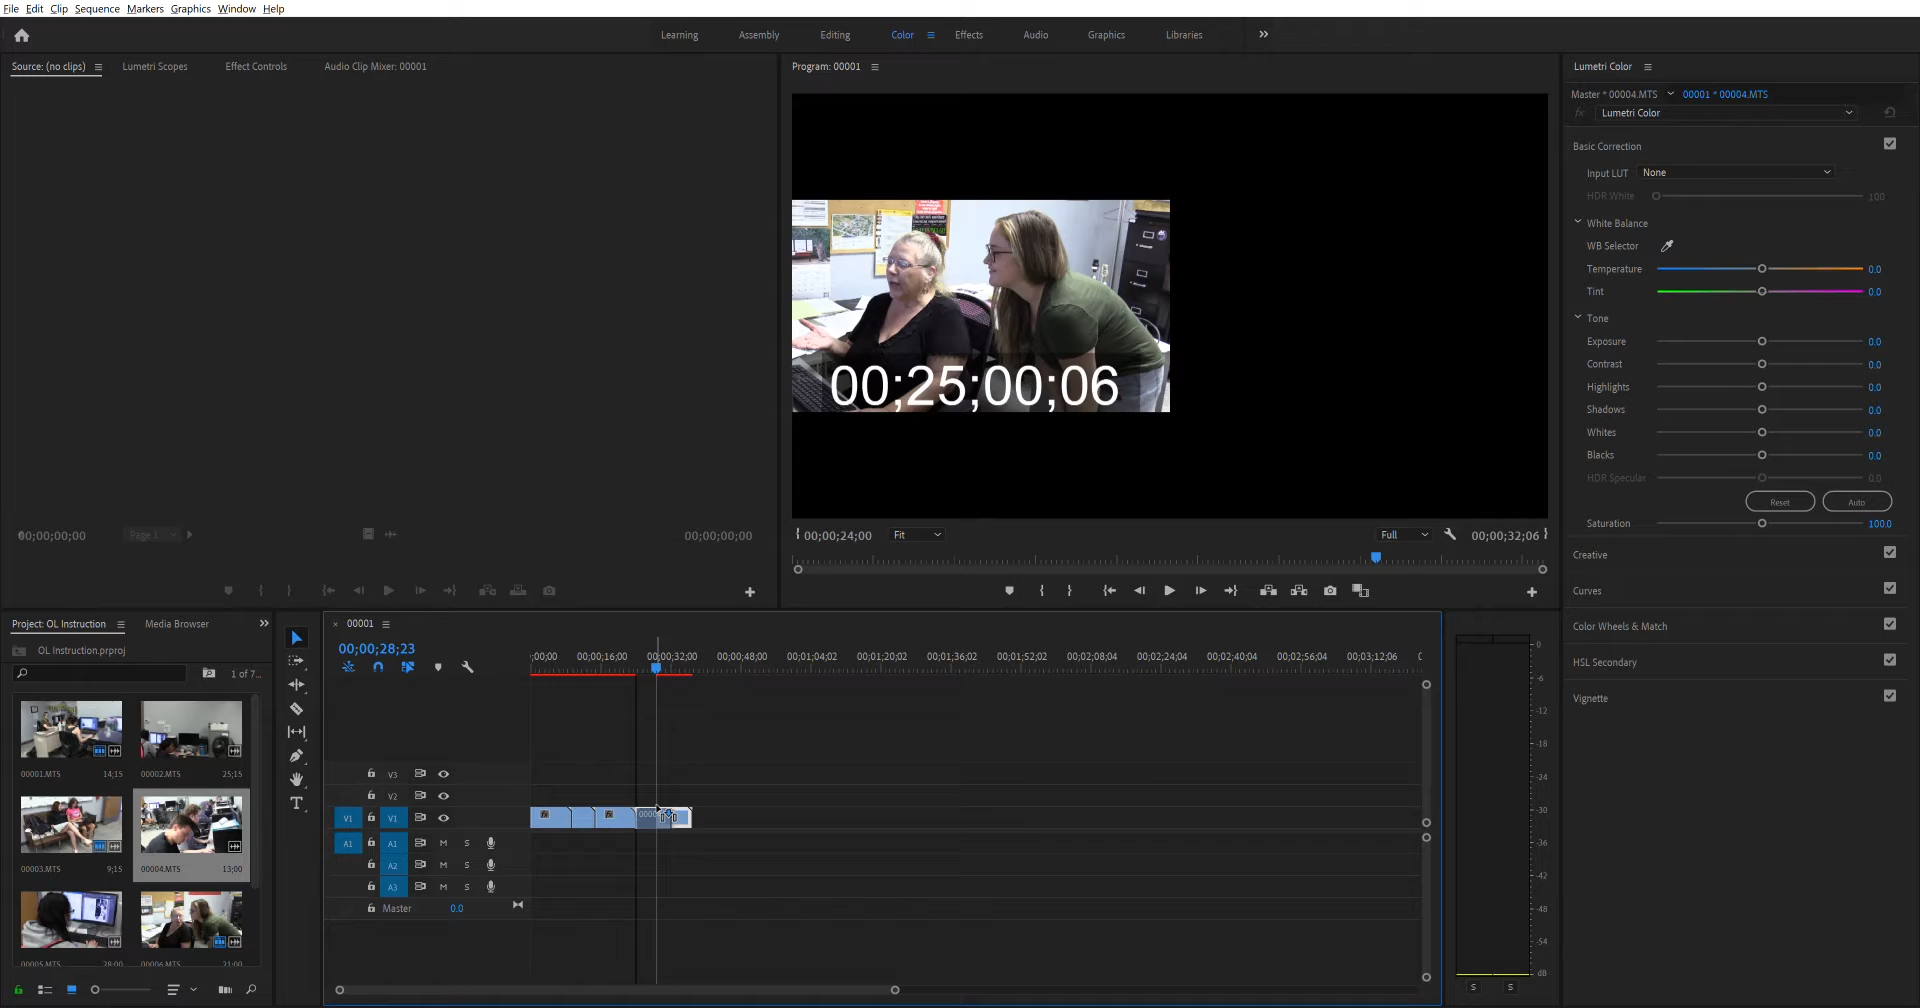 File Edit Clip Sequence Markers Graphics Window Help
Learning Assembly Editing Color Effects Audio Graphics Libraries
Source: (no clips) Lumetri Scopes Effect Controls Audio Clip Mixer: 00001
Program: 00001
Lumetri Color
Master * 00004.MTS 00001 * 00004.MTS
fx Lumetri Color
Basic Correction
Input LUT None
HDR White 100
White Balance
WB Selector
Temperature 0.0
Tint 0.0
Tone
Exposure 0.0
Contrast 0.0
Highlights 0.0
Shadows 0.0
Whites 0.0
Blacks 0.0
HDR Specular 0.0
Reset Auto
Saturation 100.0
Creative
Curves
Color Wheels & Match
HSL Secondary
Vignette
00;25;00;06
00;00;00;00 Page 1 00;00;00;00
00;00;24;00 Fit Full 00;00;32;06
Project: OL Instruction Media Browser
OL Instruction.prproj
1 of 7...
00001.MTS 14;15 00002.MTS 25;15
00003.MTS 9;15 00004.MTS 13;00
00005.MTS 28;00 00006.MTS 21;00
00001
00;00;28;23
;00;00 00;00;16;00 00;00;32;00 00;00;48;00 00;01;04;02 00;01;20;02 00;01;36;02 00;01;52;02 00;02;08;04 00;02;24;04 00;02;40;04 00;02;56;04 00;03;12;06
V3
V2
V1 V1
A1 A1 M S
A2 M S
A3 M S
Master 0.0
0
-6
-12
-18
-24
-30
-36
-42
-48
-54
dB
S S